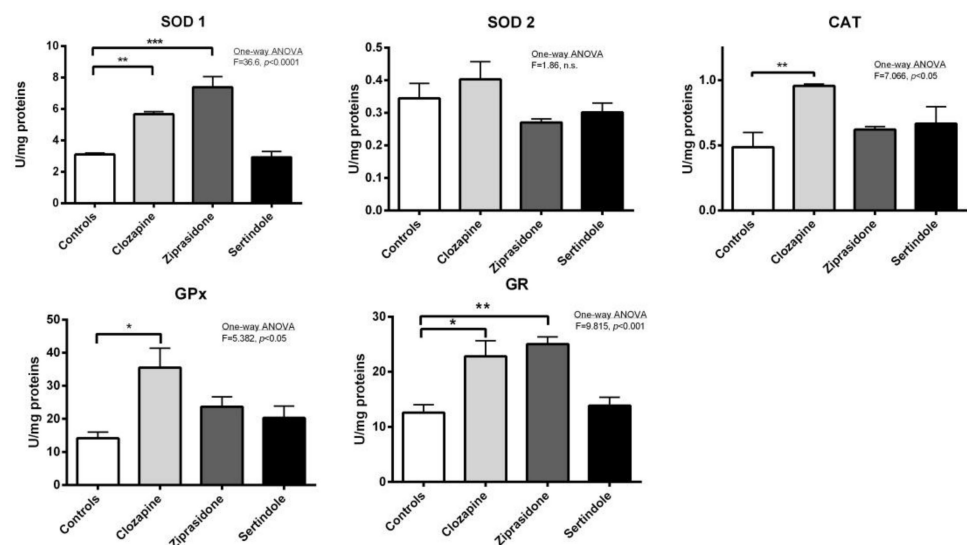 SOD 1
***
**
One-way ANOVA
F=36.6, p<0.0001
U/mg proteins
10
8
6
4
2
0
Controls
Clozapine
Ziprasidone
Sertindole
SOD 2
One-way ANOVA
F=1.86, n.s.
U/mg proteins
0.5
0.4
0.3
0.2
0.1
0.0
Controls
Clozapine
Ziprasidone
Sertindole
CAT
**
One-way ANOVA
F=7.066, p<0.05
U/mg proteins
1.0
0.5
0.0
Controls
Clozapine
Ziprasidone
Sertindole
GPx
*
One-way ANOVA
F=5.382, p<0.05
U/mg proteins
50
40
30
20
10
0
Controls
Clozapine
Ziprasidone
Sertindole
GR
**
*
One-way ANOVA
F=9.815, p<0.001
U/mg proteins
30
20
10
0
Controls
Clozapine
Ziprasidone
Sertindole